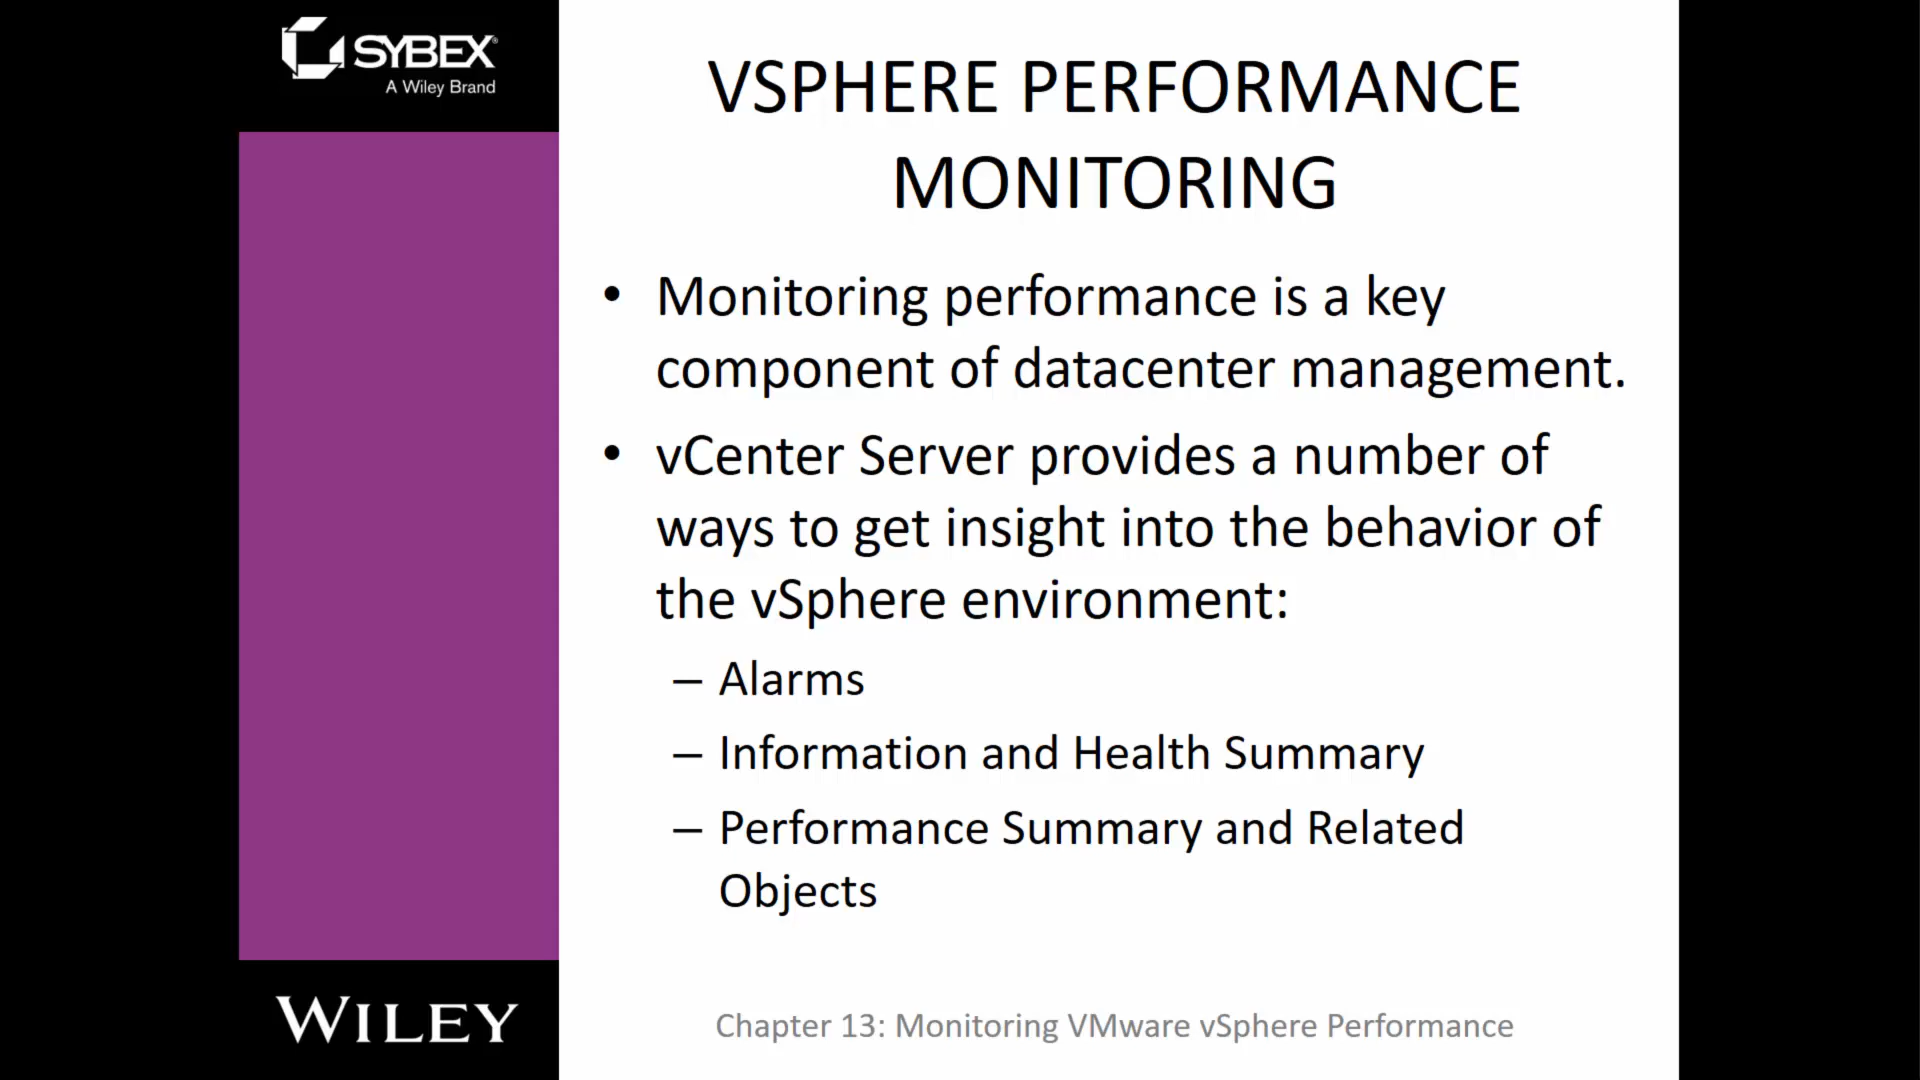 SYBEX®
A Wiley Brand
VSPHERE PERFORMANCE
MONITORING
• Monitoring performance is a key
component of datacenter management.
• vCenter Server provides a number of
ways to get insight into the behavior of
the vSphere environment:
– Alarms
– Information and Health Summary
– Performance Summary and Related
Objects
WILEY
Chapter 13: Monitoring VMware vSphere Performance